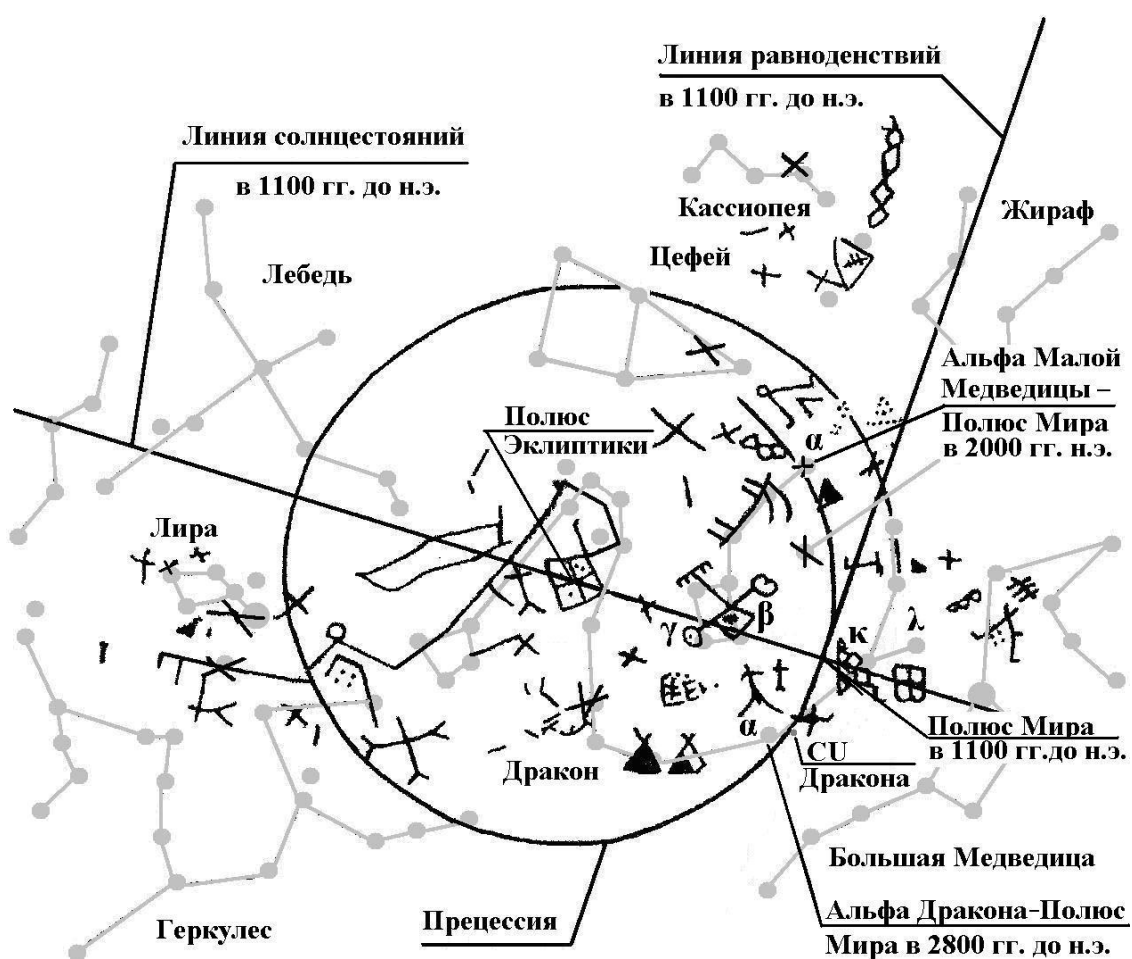 Линия равноденствий
в 1100 гг. до н.э.
Линия солнцестояний
в 1100 гг. до н.э.
Кассиопея
Жираф
Цефей
Лебедь
Альфа Малой
Медведицы –
Полюс Мира
в 2000 гг. н.э.
Полюс
Эклиптики
α
Лира
β
γ
κ
λ
α
Полюс Мира
в 1100 гг.до н.э.
CU
Дракона
Дракон
Большая Медведица
Альфа Дракона-Полюс
Мира в 2800 гг. до н.э.
Прецессия
Геркулес